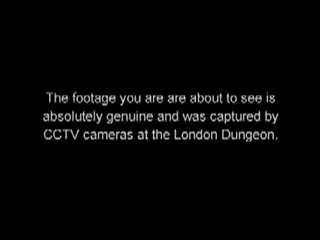 The footage you are are about to see is
absolutely genuine and was captured by
CCTV cameras at the London Dungeon.